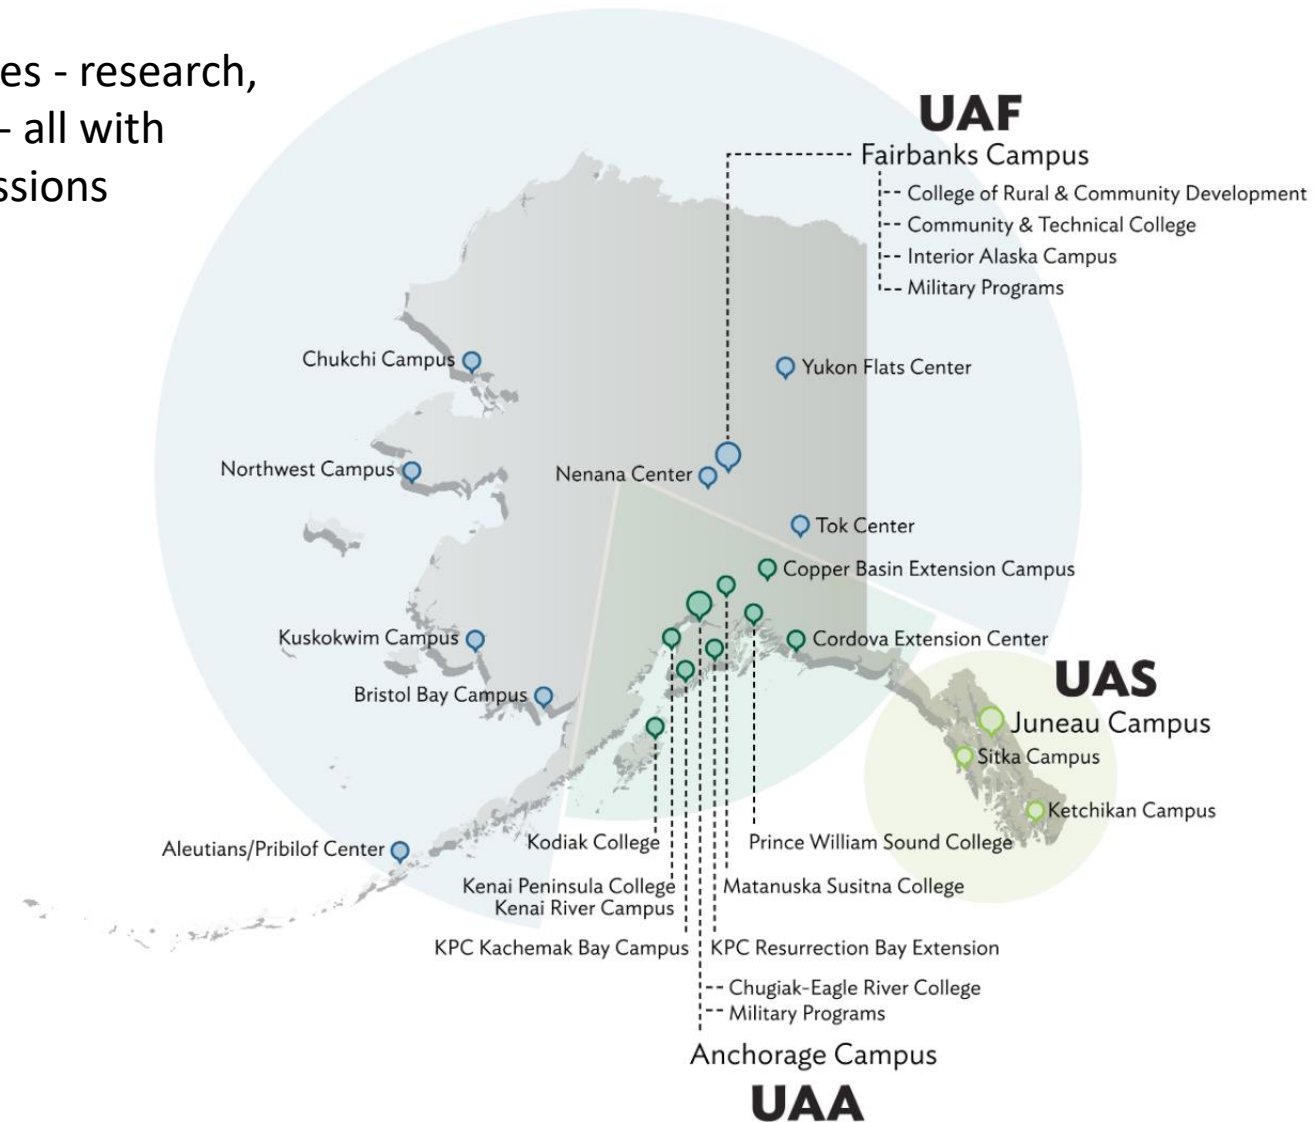 es - research,
- all with
ssions
UAF
Fairbanks Campus
College of Rural & Community Development
Community & Technical College
Interior Alaska Campus
Military Programs
Chukchi Campus
Yukon Flats Center
Northwest Campus
Nenana Center
Tok Center
Copper Basin Extension Campus
Kuskokwim Campus
Cordova Extension Center
Bristol Bay Campus
UAS
Juneau Campus
Sitka Campus
Ketchikan Campus
Aleutians/Pribilof Center
Kodiak College
Prince William Sound College
Kenai Peninsula College
Kenai River Campus
Matanuska Susitna College
KPC Kachemak Bay Campus
KPC Resurrection Bay Extension
Chugiak-Eagle River College
Military Programs
Anchorage Campus
UAA